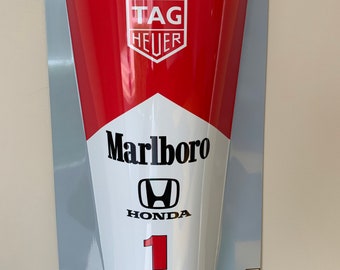 TAG
HEUER
Marlboro
HONDA
1